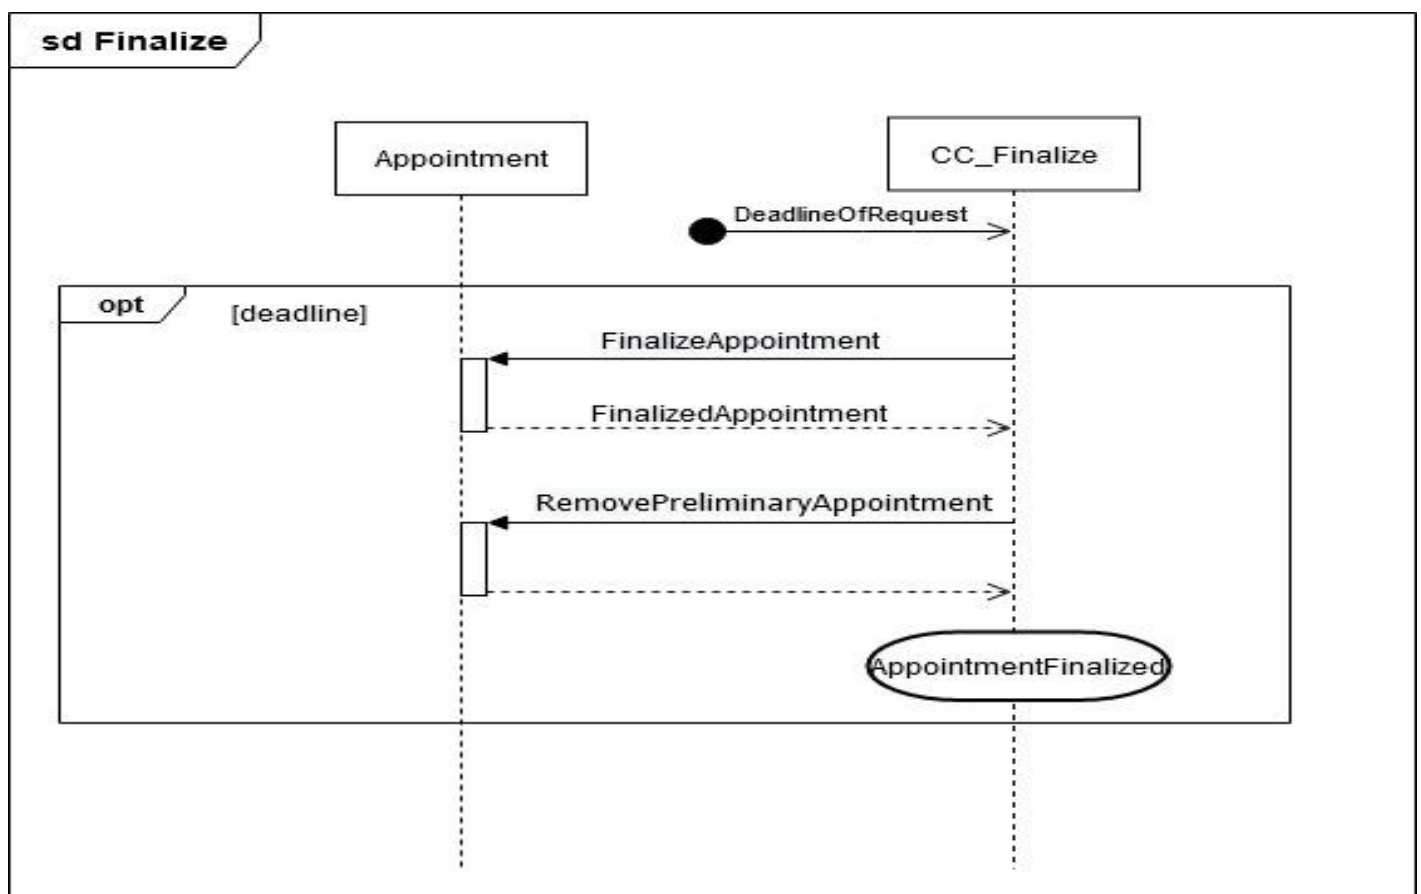 sd Finalize
Appointment
CC_Finalize
DeadlineOfRequest
opt
[deadline]
FinalizeAppointment
FinalizedAppointment
RemovePreliminaryAppointment
AppointmentFinalized